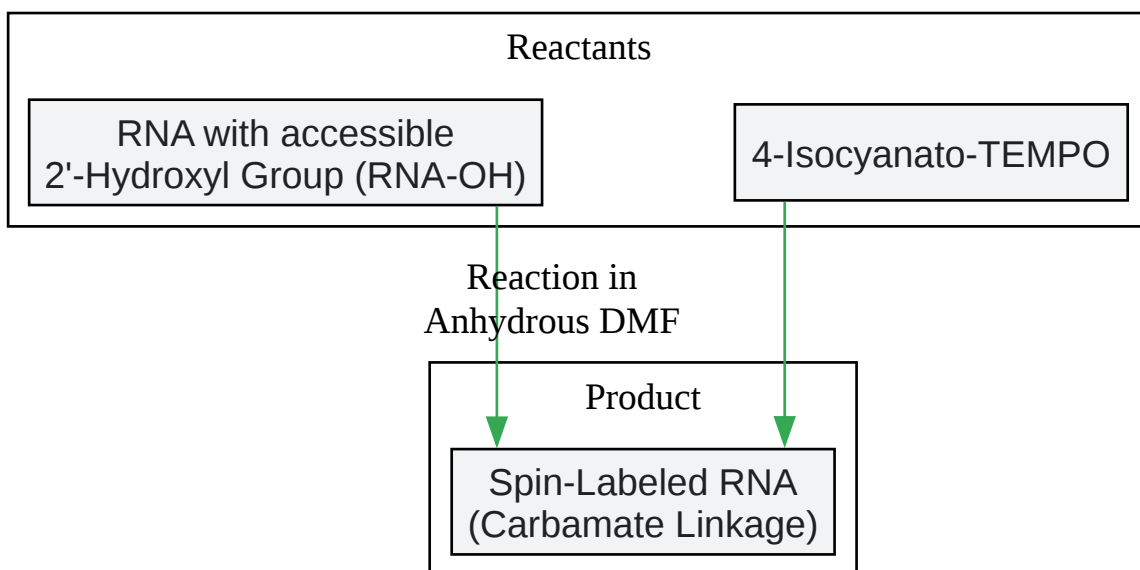 Reactants
RNA with accessible
2'-Hydroxyl Group (RNA-OH)
4-Isocyanato-TEMPO
Reaction in
Anhydrous DMF
Product
Spin-Labeled RNA
(Carbamate Linkage)